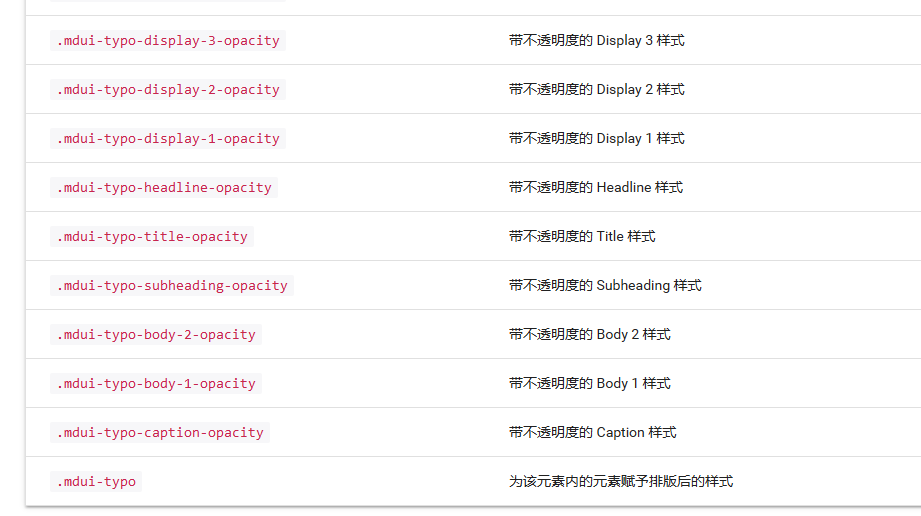 .mdui-typo-display-3-opacity 带不透明度的 Display 3 样式
.mdui-typo-display-2-opacity 带不透明度的 Display 2 样式
.mdui-typo-display-1-opacity 带不透明度的 Display 1 样式
.mdui-typo-headline-opacity 带不透明度的 Headline 样式
.mdui-typo-title-opacity 带不透明度的 Title 样式
.mdui-typo-subheading-opacity 带不透明度的 Subheading 样式
.mdui-typo-body-2-opacity 带不透明度的 Body 2 样式
.mdui-typo-body-1-opacity 带不透明度的 Body 1 样式
.mdui-typo-caption-opacity 带不透明度的 Caption 样式
.mdui-typo 为该元素内的元素赋予排版后的样式